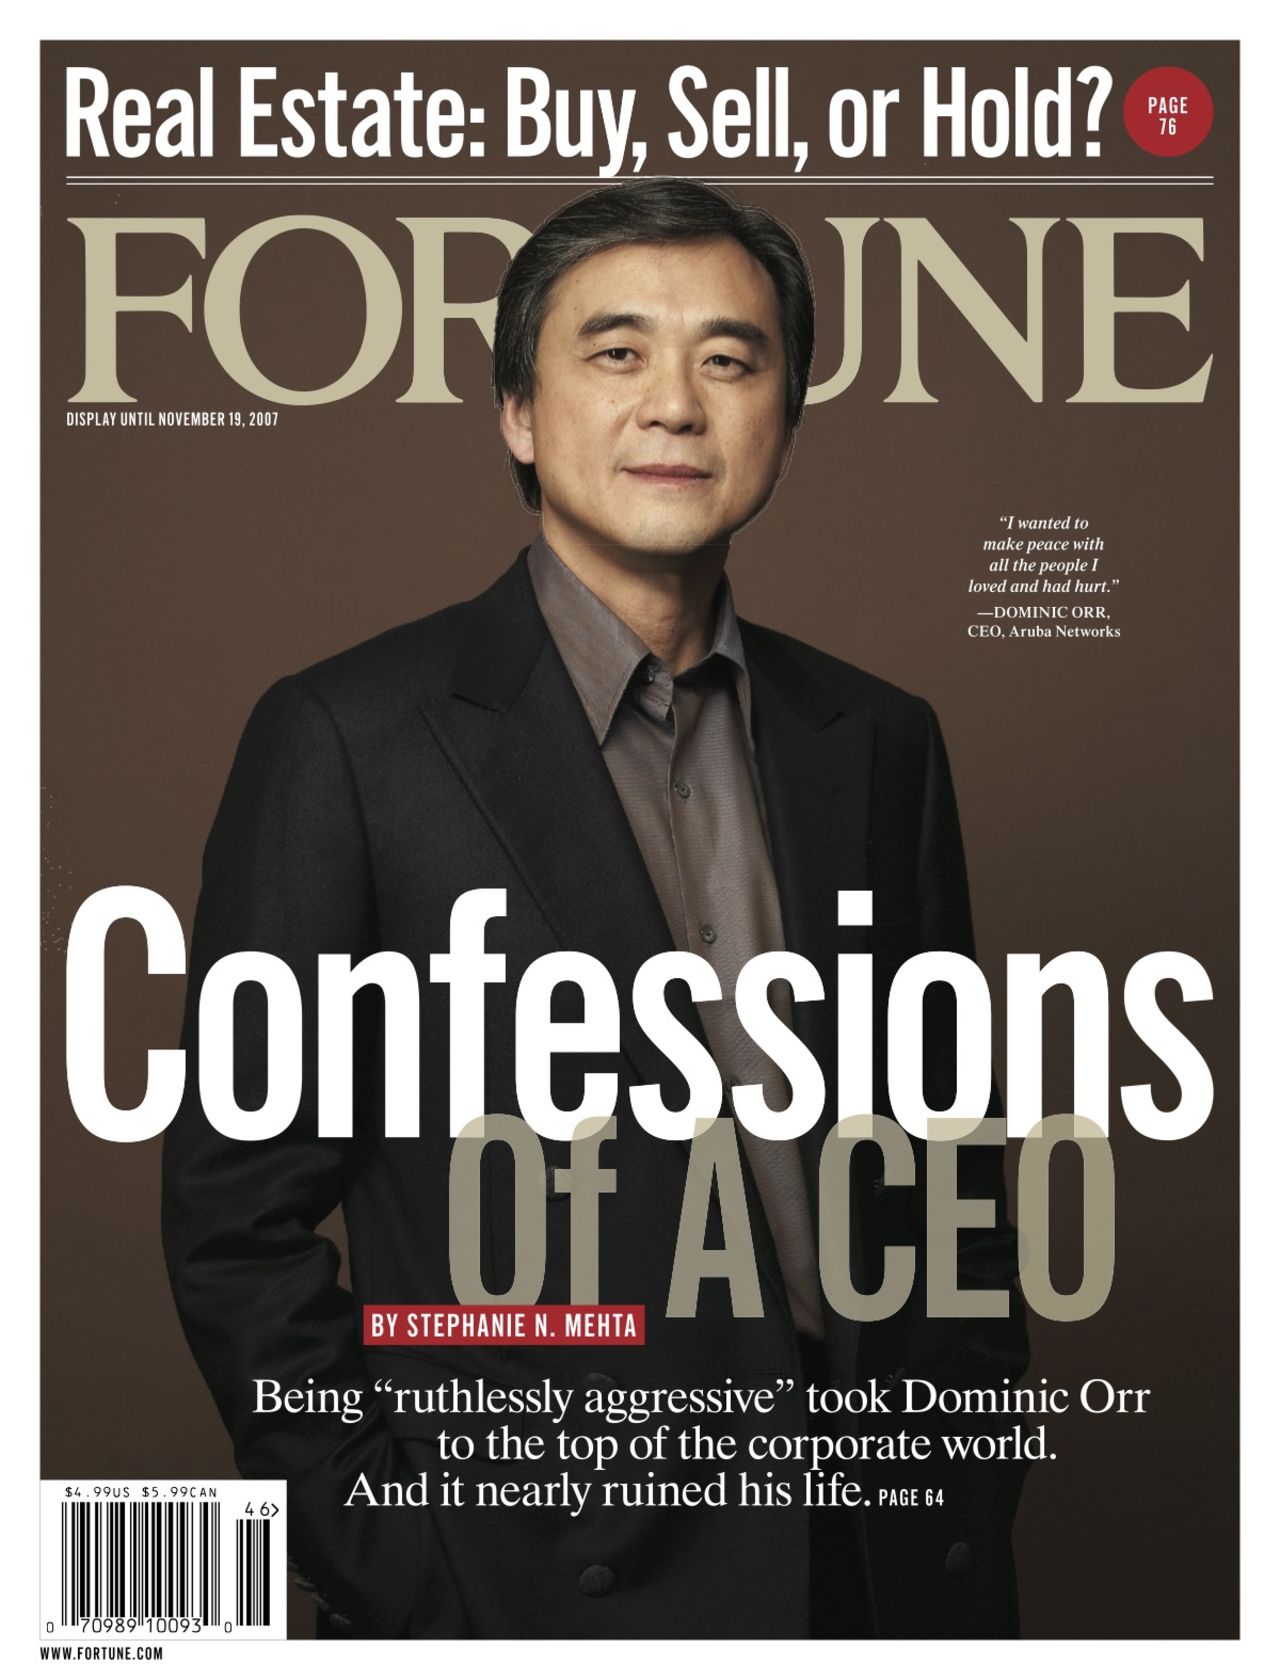 Real Estate: Buy, Sell, or Hold?
PAGE
76
FORTUNE
DISPLAY UNTIL NOVEMBER 19, 2007
“I wanted to
make peace with
all the people I
loved and had hurt.”
—DOMINIC ORR,
CEO, Aruba Networks
Confessions
Of A CEO
BY STEPHANIE N. MEHTA
Being “ruthlessly aggressive” took Dominic Orr
to the top of the corporate world.
And it nearly ruined his life. PAGE 64
$4.99US $5.99CAN
46>
0 70989 10093 0
WWW.FORTUNE.COM